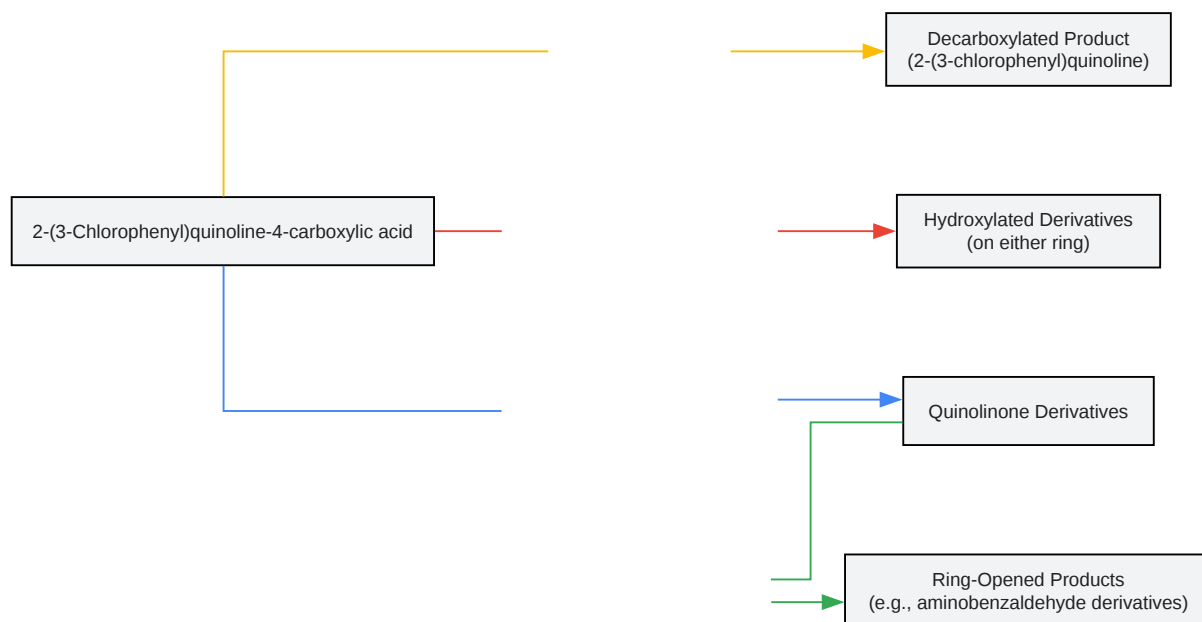 Decarboxylated Product
(2-(3-chlorophenyl)quinoline)
2-(3-Chlorophenyl)quinoline-4-carboxylic acid
Hydroxylated Derivatives
(on either ring)
Quinolinone Derivatives
Ring-Opened Products
(e.g., aminobenzaldehyde derivatives)